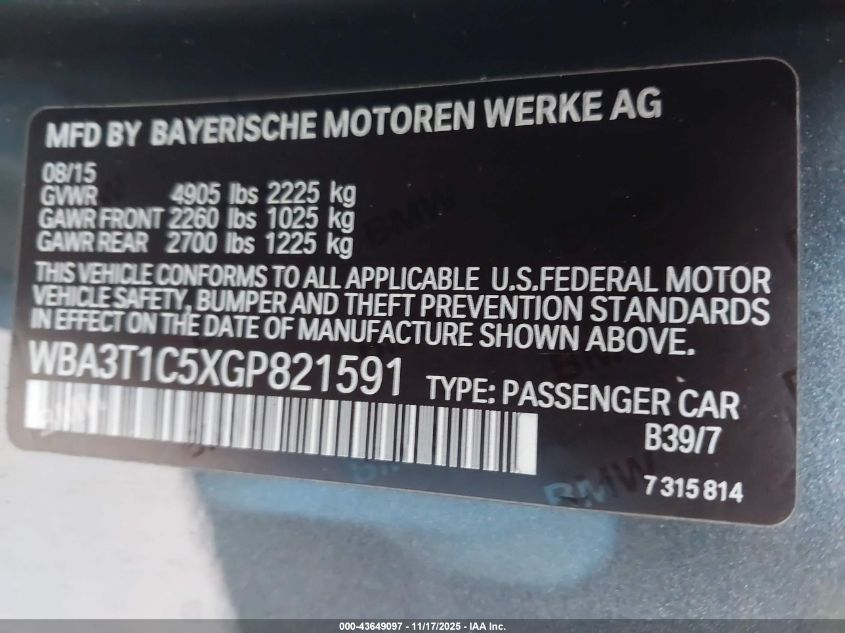 MFD BY BAYERISCHE MOTOREN WERKE AG
08/15
GVWR 4905 lbs 2225 kg
GAWR FRONT 2260 lbs 1025 kg
GAWR REAR 2700 lbs 1225 kg
THIS VEHICLE CONFORMS TO ALL APPLICABLE U.S.FEDERAL MOTOR
VEHICLE SAFETY, BUMPER AND THEFT PREVENTION STANDARDS
IN EFFECT ON THE DATE OF MANUFACTURE SHOWN ABOVE.
WBA3T1C5XGP821591 TYPE: PASSENGER CAR
B39/7
7 315 814
BMW
BMW
000-43649097 - 11/17/2025 - IAA Inc.